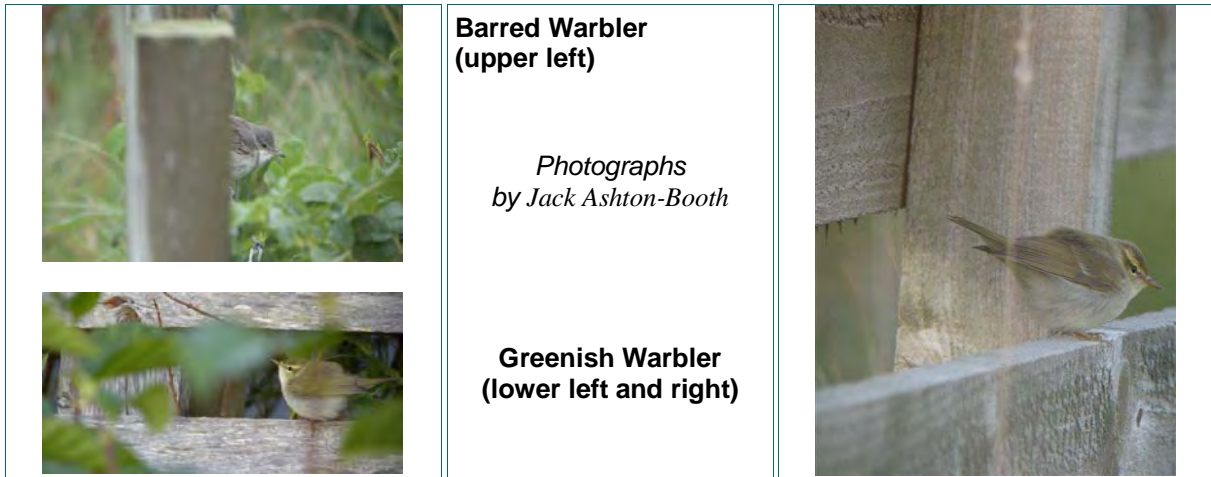 Barred Warbler
(upper left)
Photographs
by Jack Ashton-Booth
Greenish Warbler
(lower left and right)